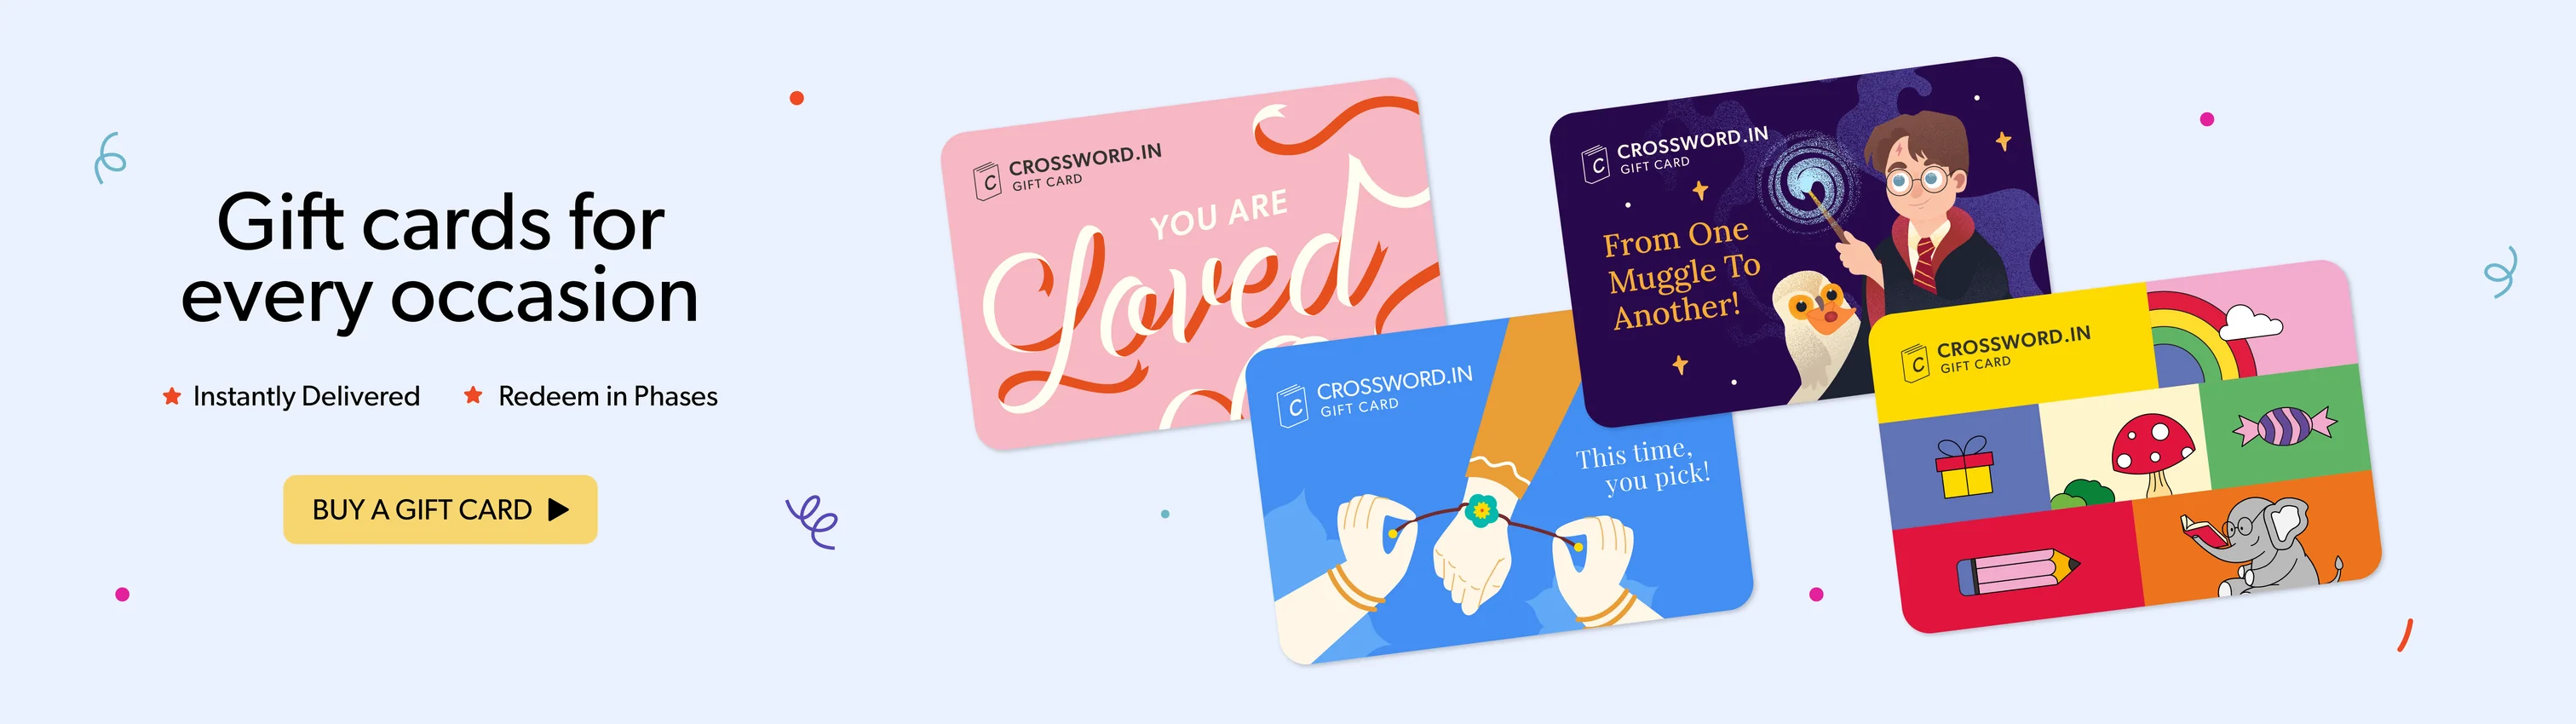 Gift cards for
every occasion
Instantly Delivered
Redeem in Phases
BUY A GIFT CARD
CROSSWORD.IN
GIFT CARD
YOU ARE
Loved
CROSSWORD.IN
GIFT CARD
This time,
you pick!
CROSSWORD.IN
GIFT CARD
From One
Muggle To
Another!
CROSSWORD.IN
GIFT CARD